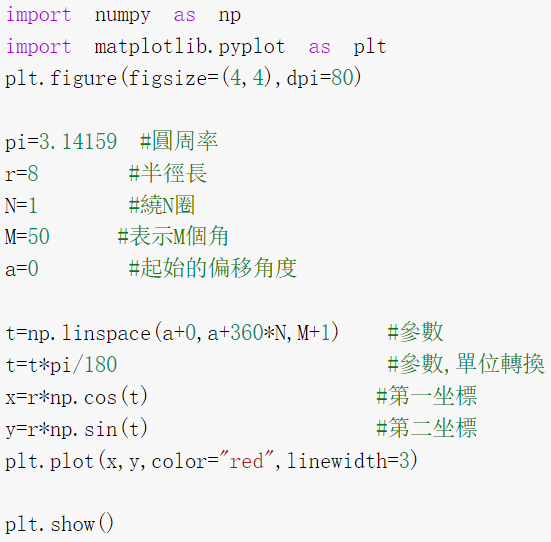 import numpy as np
import matplotlib.pyplot as plt
plt.figure(figsize=(4,4),dpi=80)
pi=3.14159 #圓周率
r=8 #半徑長
N=1 #繞N圈
M=50 #表示M個角
a=0 #起始的偏移角度
t=np.linspace(a+0,a+360*N,M+1) #參數
t=t*pi/180 #參數,單位轉換
x=r*np.cos(t) #第一坐標
y=r*np.sin(t) #第二坐標
plt.plot(x,y,color="red",linewidth=3)
plt.show()